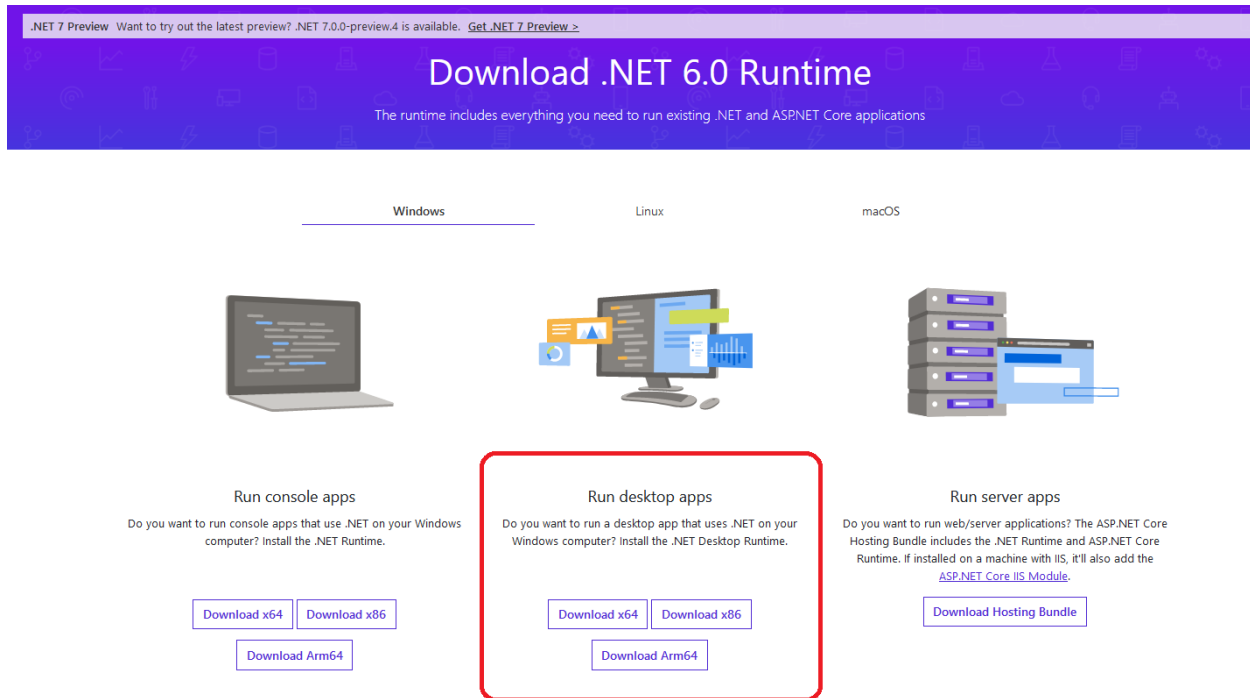 .NET 7 Preview Want to try out the latest preview? .NET 7.0.0-preview.4 is available. Get .NET 7 Preview >
Download .NET 6.0 Runtime
The runtime includes everything you need to run existing .NET and ASP.NET Core applications
Windows
Linux
macOS
Run console apps
Do you want to run console apps that use .NET on your Windows
computer? Install the .NET Runtime.
Download x64
Download x86
Download Arm64
Run desktop apps
Do you want to run a desktop app that uses .NET on your
Windows computer? Install the .NET Desktop Runtime.
Download x64
Download x86
Download Arm64
Run server apps
Do you want to run web/server applications? The ASP.NET Core
Hosting Bundle includes the .NET Runtime and ASP.NET Core
Runtime. If installed on a machine with IIS, it'll also add the
ASP.NET Core IIS Module.
Download Hosting Bundle